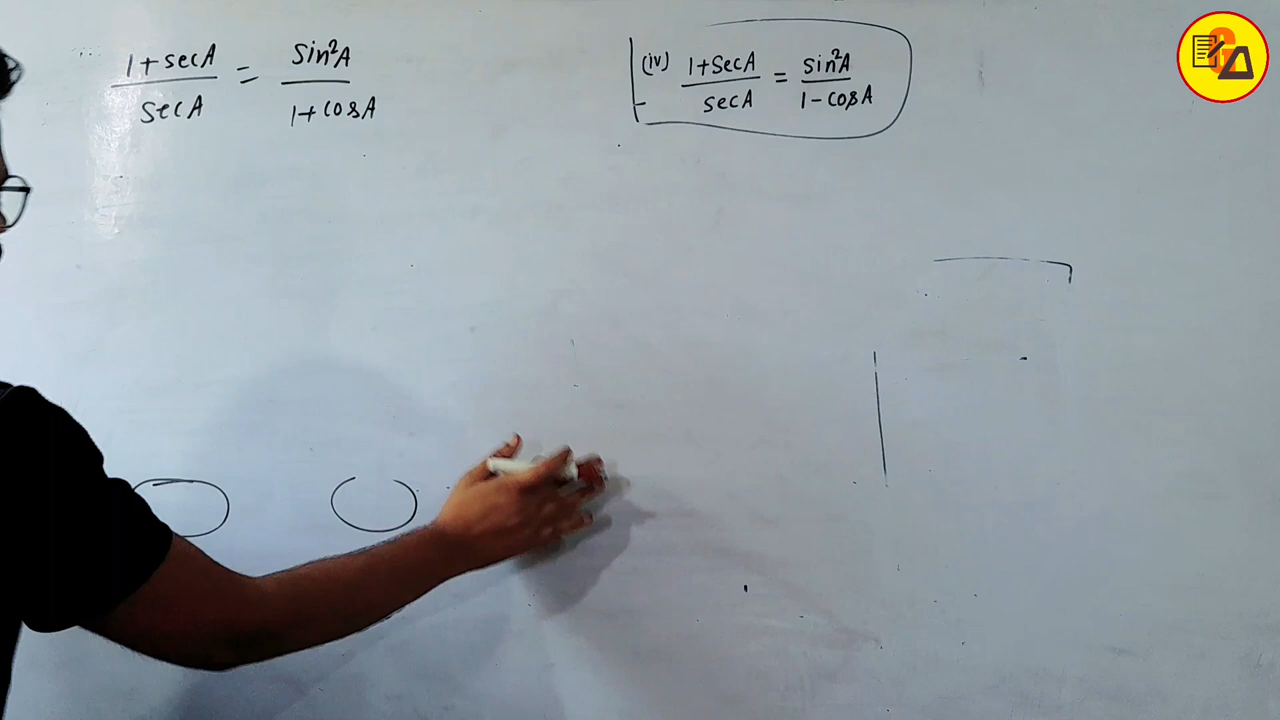 1+secA / secA = Sin²A / 1+cosA
(iv) 1+secA / secA = sin²A / 1-cosA